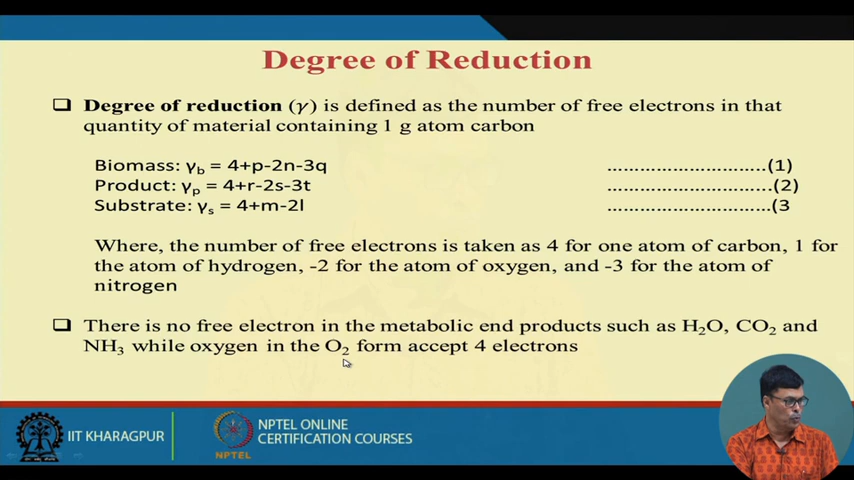 Degree of Reduction
❑ Degree of reduction (γ) is defined as the number of free electrons in that
quantity of material containing 1 g atom carbon
Biomass: γb = 4+p-2n-3q ..............................(1)
Product: γp = 4+r-2s-3t ..............................(2)
Substrate: γs = 4+m-2l ..............................(3
Where, the number of free electrons is taken as 4 for one atom of carbon, 1 for
the atom of hydrogen, -2 for the atom of oxygen, and -3 for the atom of
nitrogen
❑ There is no free electron in the metabolic end products such as H₂O, CO₂ and
NH₃ while oxygen in the O₂ form accept 4 electrons
IIT KHARAGPUR
NPTEL
NPTEL ONLINE
CERTIFICATION COURSES